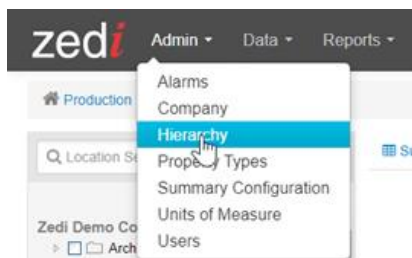 zedi Admin Data Reports
Production
Alarms
Company
Hierarchy
Location Se
Property Types
Su
Summary Configuration
Units of Measure
Zedi Demo Co
Arch
Users